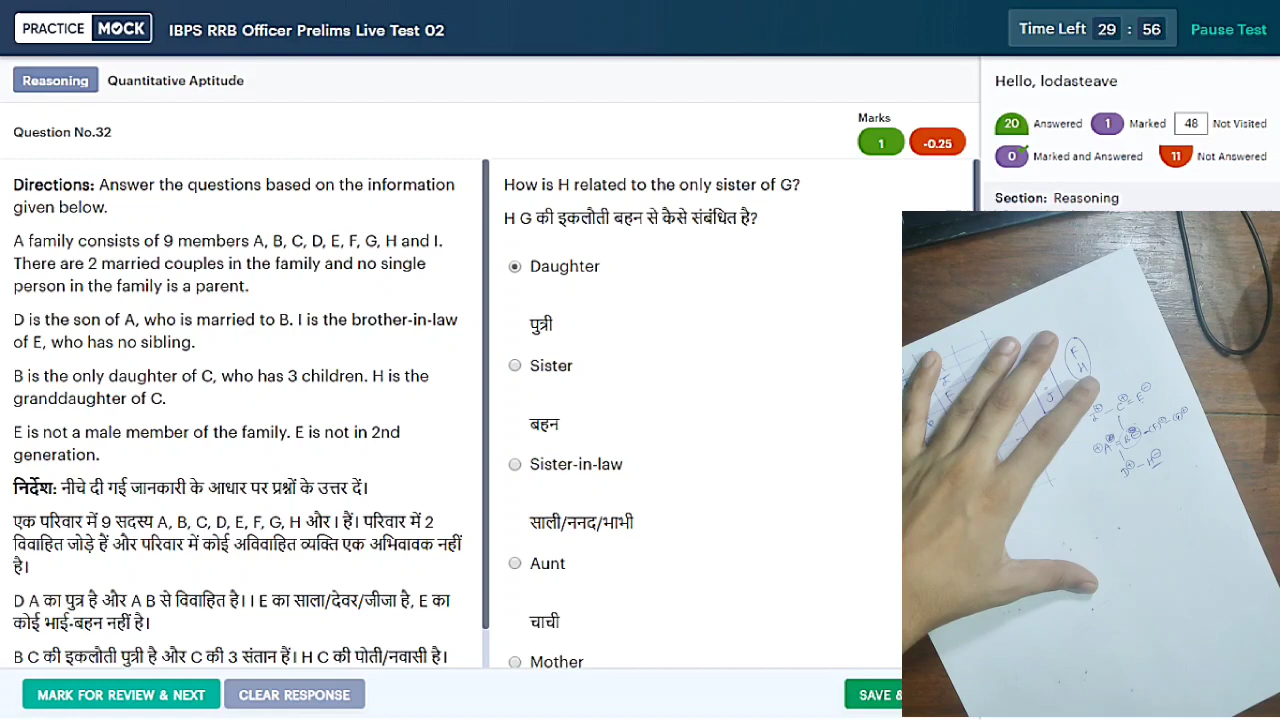 PRACTICE MOCK
IBPS RRB Officer Prelims Live Test 02
Time Left 29 : 56
Pause Test
Reasoning
Quantitative Aptitude
Hello, lodasteave
Question No.32
Marks
1
-0.25
20 Answered
1 Marked
48 Not Visited
0 Marked and Answered
11 Not Answered
Section: Reasoning
Directions: Answer the questions based on the information
given below.
A family consists of 9 members A, B, C, D, E, F, G, H and I.
There are 2 married couples in the family and no single
person in the family is a parent.
D is the son of A, who is married to B. I is the brother-in-law
of E, who has no sibling.
B is the only daughter of C, who has 3 children. H is the
granddaughter of C.
E is not a male member of the family. E is not in 2nd
generation.
निर्देश: नीचे दी गई जानकारी के आधार पर प्रश्नों के उत्तर दें।
एक परिवार में 9 सदस्य A, B, C, D, E, F, G, H और I हैं। परिवार में 2
विवाहित जोड़े हैं और परिवार में कोई अविवाहित व्यक्ति एक अभिवावक नहीं
है।
D A का पुत्र है और A B से विवाहित है। I E का साला/देवर/जीजा है, E का
कोई भाई-बहन नहीं है।
B C की इकलौती पुत्री है और C की 3 संतान हैं। H C की पोती/नवासी है।
How is H related to the only sister of G?
H G की इकलौती बहन से कैसे संबंधित है?
Daughter
पुत्री
Sister
बहन
Sister-in-law
साली/ननद/भाभी
Aunt
चाची
Mother
MARK FOR REVIEW & NEXT
CLEAR RESPONSE
SAVE &